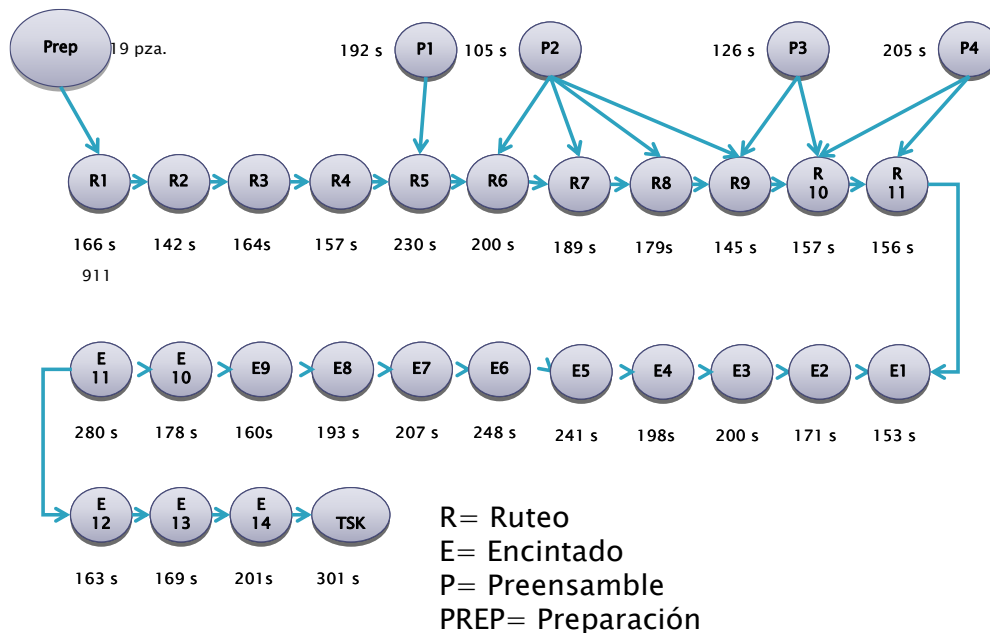 Prep 19 pza. 192 s P1 105 s P2 126 s P3 205 s P4
R1 R2 R3 R4 R5 R6 R7 R8 R9 R 10 R 11
166 s 142 s 164s 157 s 230 s 200 s 189 s 179s 145 s 157 s 156 s
911
E 11 E 10 E9 E8 E7 E6 E5 E4 E3 E2 E1
280 s 178 s 160s 193 s 207 s 248 s 241 s 198s 200 s 171 s 153 s
E 12 E 13 E 14 TSK
163 s 169 s 201s 301 s
R= Ruteo
E= Encintado
P= Preensamble
PREP= Preparación